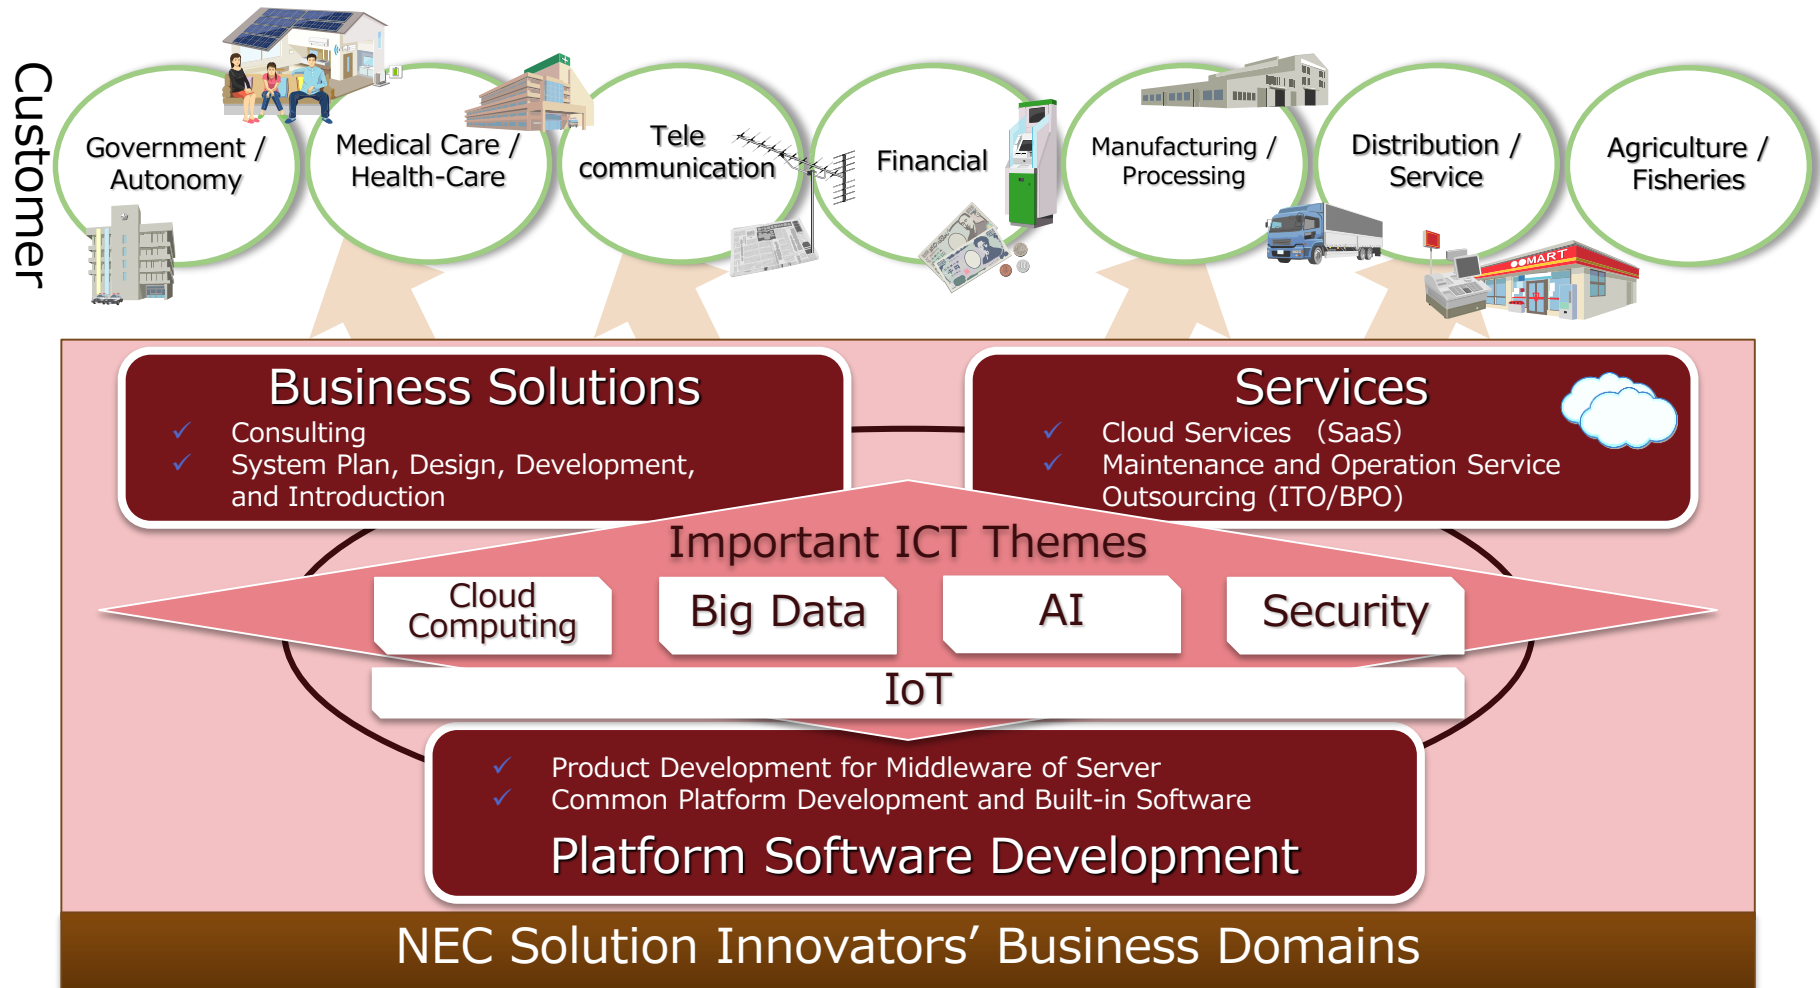 Customer
Government /
Autonomy
Medical Care /
Health-Care
Tele
communication
Financial
Manufacturing /
Processing
Distribution /
Service
Agriculture /
Fisheries
MART
Business Solutions
✓ Consulting
✓ System Plan, Design, Development,
and Introduction
Services
✓ Cloud Services （SaaS）
✓ Maintenance and Operation Service
Outsourcing (ITO/BPO)
Important ICT Themes
Cloud
Computing
Big Data
AI
Security
IoT
✓ Product Development for Middleware of Server
✓ Common Platform Development and Built-in Software
Platform Software Development
NEC Solution Innovators’ Business Domains